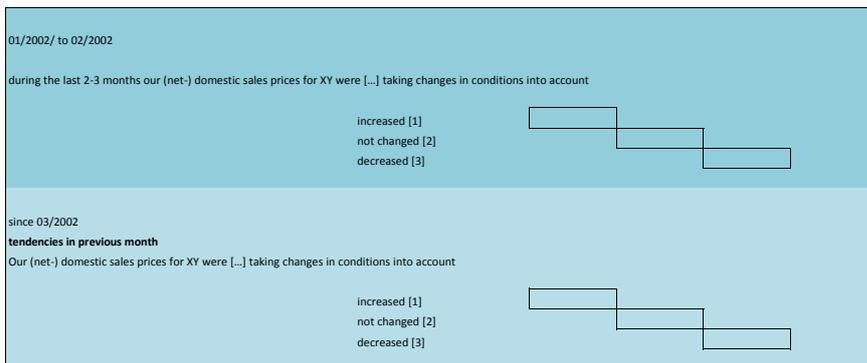 01/2002/ to 02/2002
during the last 2-3 months our (net-) domestic sales prices for XY were [...] taking changes in conditions into account
increased [1]
not changed [2]
decreased [3]
since 03/2002
tendencies in previous month
Our (net-) domestic sales prices for XY were [...] taking changes in conditions into account
increased [1]
not changed [2]
decreased [3]